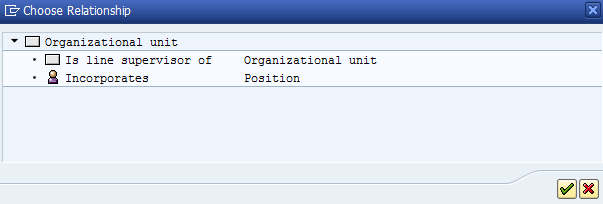 Choose Relationship
Organizational unit
Is line supervisor of Organizational unit
Incorporates Position